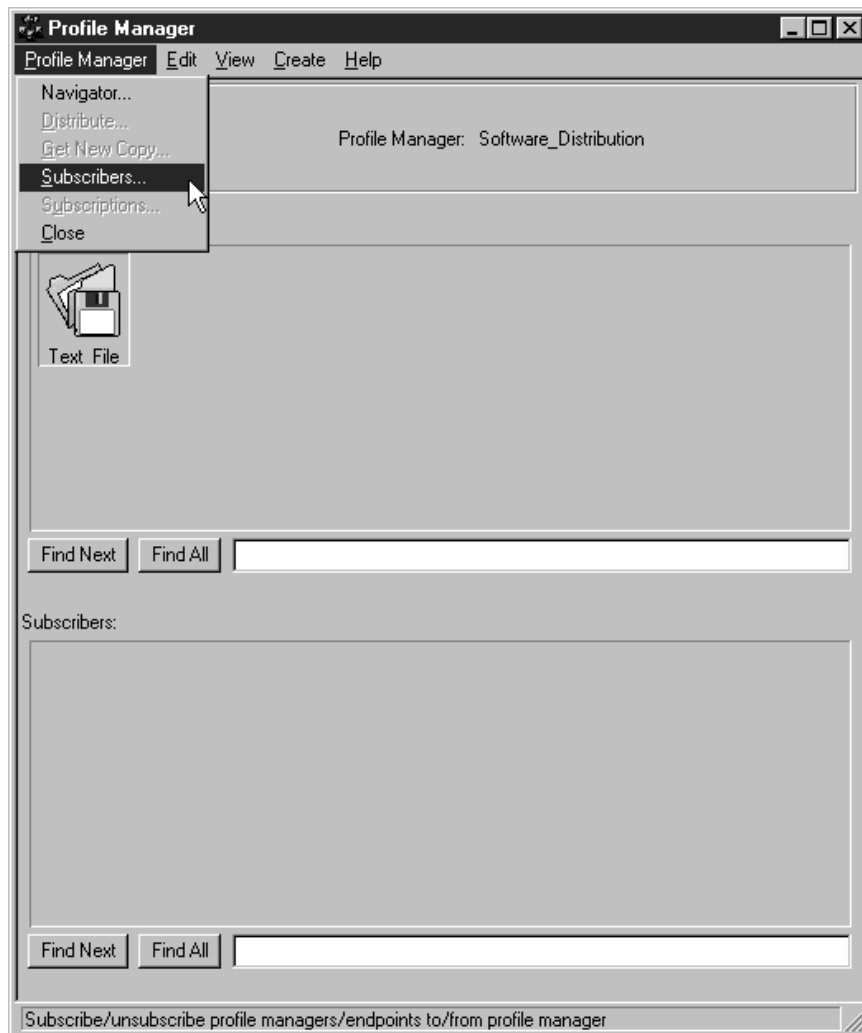 Profile Manager
Profile Manager Edit View Create Help
Navigator...
Distribute...
Get New Copy...
Subscribers...
Subscriptions...
Close
Profile Manager: Software_Distribution
Text File
Find Next Find All
Subscribers:
Find Next Find All
Subscribe/unsubscribe profile managers/endpoints to/from profile manager